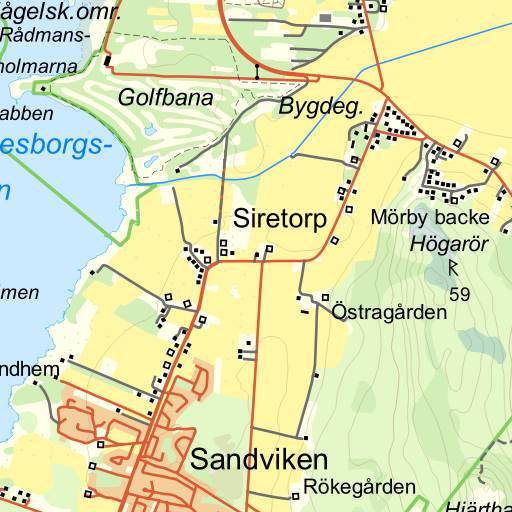 ågelsk.omr.
Rådmans-
holmarna
Golfbana
Bygdeg.
abben
esborgs-
n
Siretorp
Mörby backe
Högarör
R
59
men
Östragården
ndhem
Sandviken
Rökegården
Hjärtha